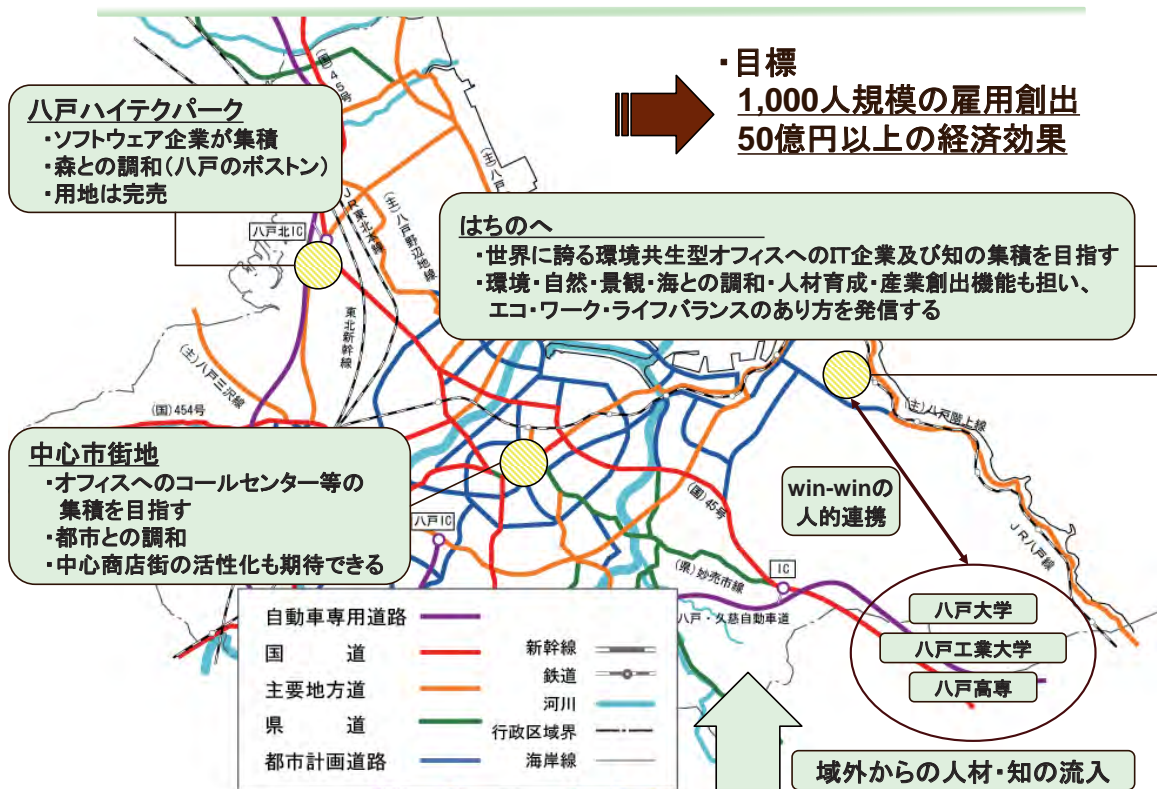 ・目標
1,000人規模の雇用創出
50億円以上の経済効果
八戸ハイテクパーク
・ソフトウェア企業が集積
・森との調和(八戸のボストン)
・用地は完売
はちのへ
・世界に誇る環境共生型オフィスへのIT企業及び知の集積を目指す
・環境・自然・景観・海との調和・人材育成・産業創出機能も担い、
エコ・ワーク・ライフバランスのあり方を発信する
中心市街地
・オフィスへのコールセンター等の
集積を目指す
・都市との調和
・中心商店街の活性化も期待できる
(国)45号
(主)八戸
八戸北IC
JR東北本線
(主)八戸野辺地線
東北新幹線
(主)八戸三沢線
(国)454号
八戸IC
(国)45号
(県)妙売市線
IC
八戸・久慈自動車道
(主)八戸階上線
JR八戸線
win-winの
人的連携
八戸大学
八戸工業大学
八戸高専
域外からの人材・知の流入
自動車専用道路
国　道
主要地方道
県　道
都市計画道路
新幹線
鉄道
河川
行政区域界
海岸線